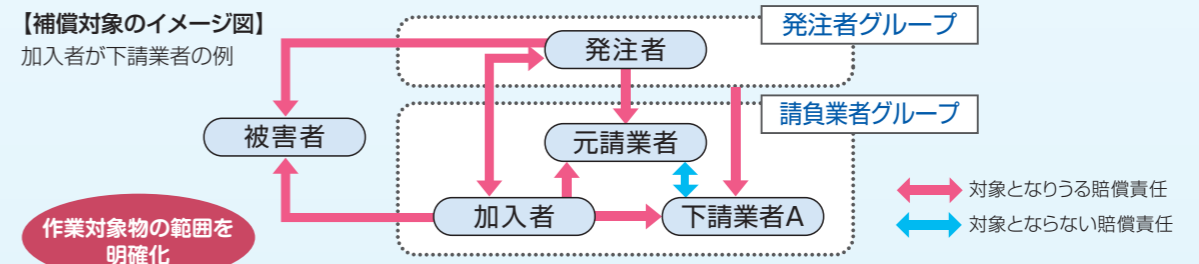 【補償対象のイメージ図】
加入者が下請業者の例
発注者グループ
発注者
請負業者グループ
被害者
元請業者
対象となりうる賠償責任
加入者
下請業者A
対象とならない賠償責任
作業対象物の範囲を
明確化